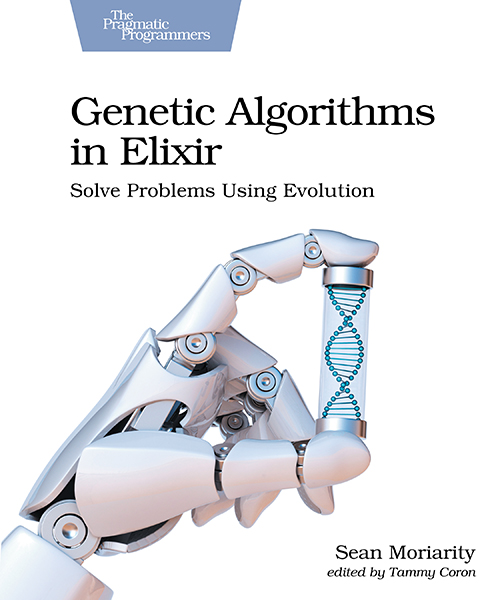 The
Pragmatic
Programmers
Genetic Algorithms
in Elixir
Solve Problems Using Evolution
Sean Moriarity
edited by Tammy Coron